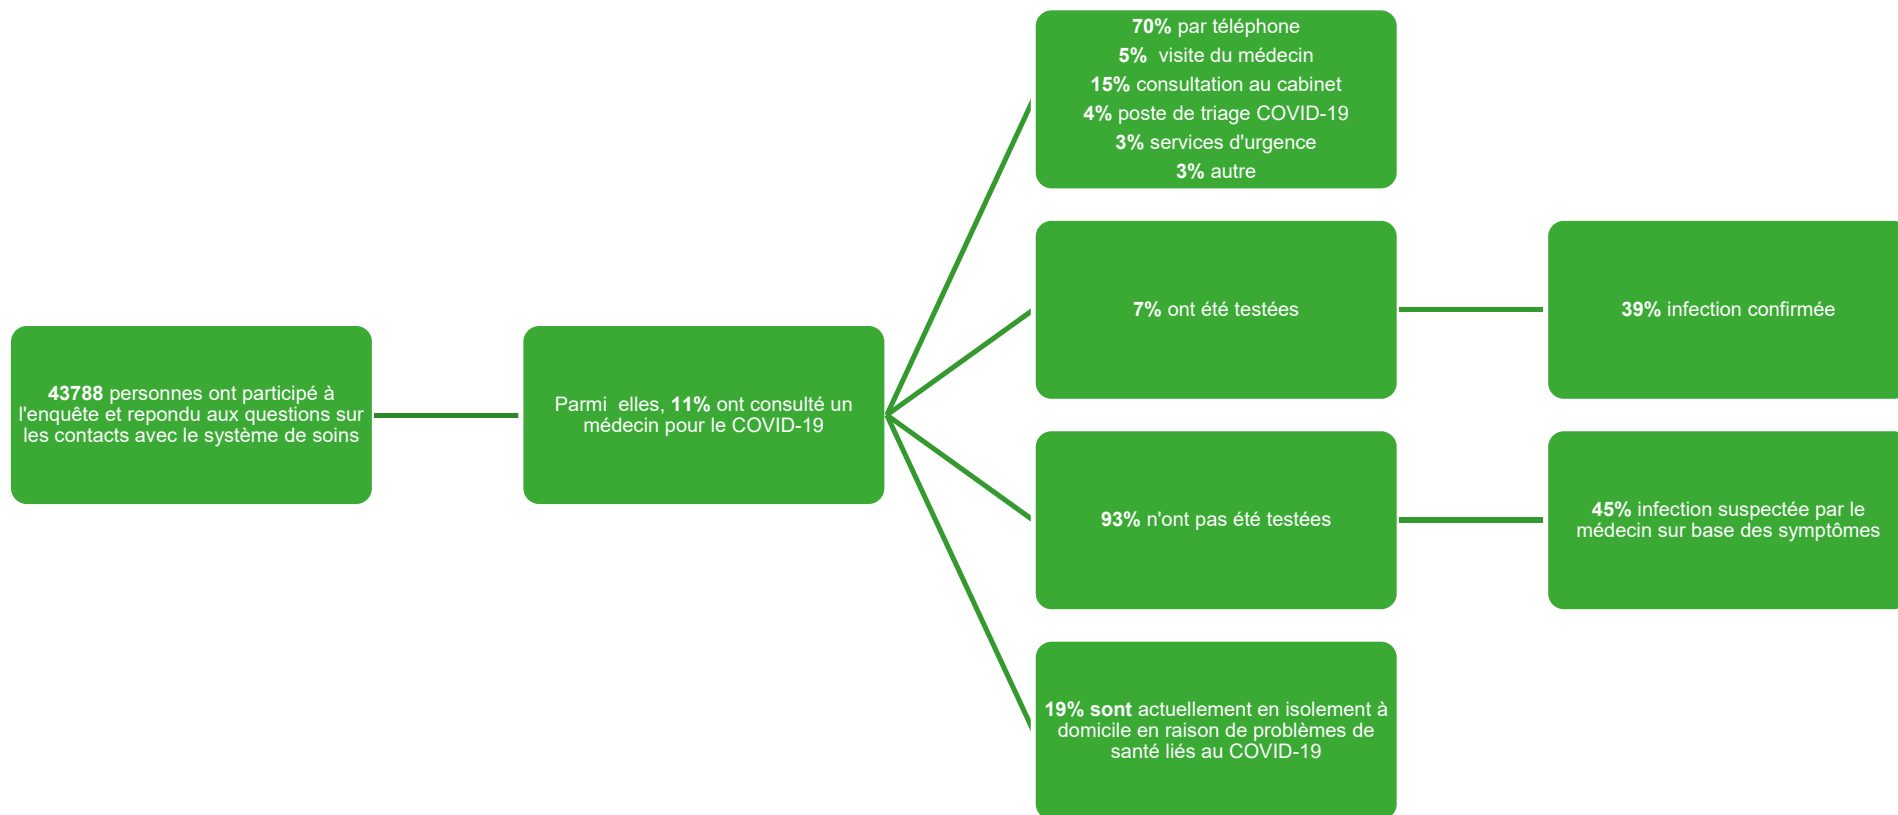 43788 personnes ont participé à
l'enquête et repondu aux questions sur
les contacts avec le système de soins
Parmi elles, 11% ont consulté un
médecin pour le COVID-19
70% par téléphone
5% visite du médecin
15% consultation au cabinet
4% poste de triage COVID-19
3% services d'urgence
3% autre
7% ont été testées
39% infection confirmée
93% n'ont pas été testées
45% infection suspectée par le
médecin sur base des symptômes
19% sont actuellement en isolement à
domicile en raison de problèmes de
santé liés au COVID-19